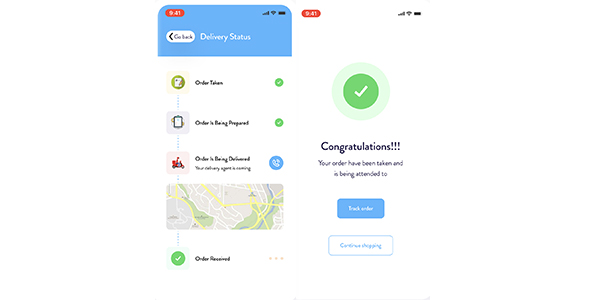 9:41
Go back
Delivery Status
Order Taken
Order Is Being Prepared
Order Is Being Delivered
Your delivery agent is coming
Order Received
9:41
Congratulations!!!
Your order have been taken and
is being attended to
Track order
Continue shopping